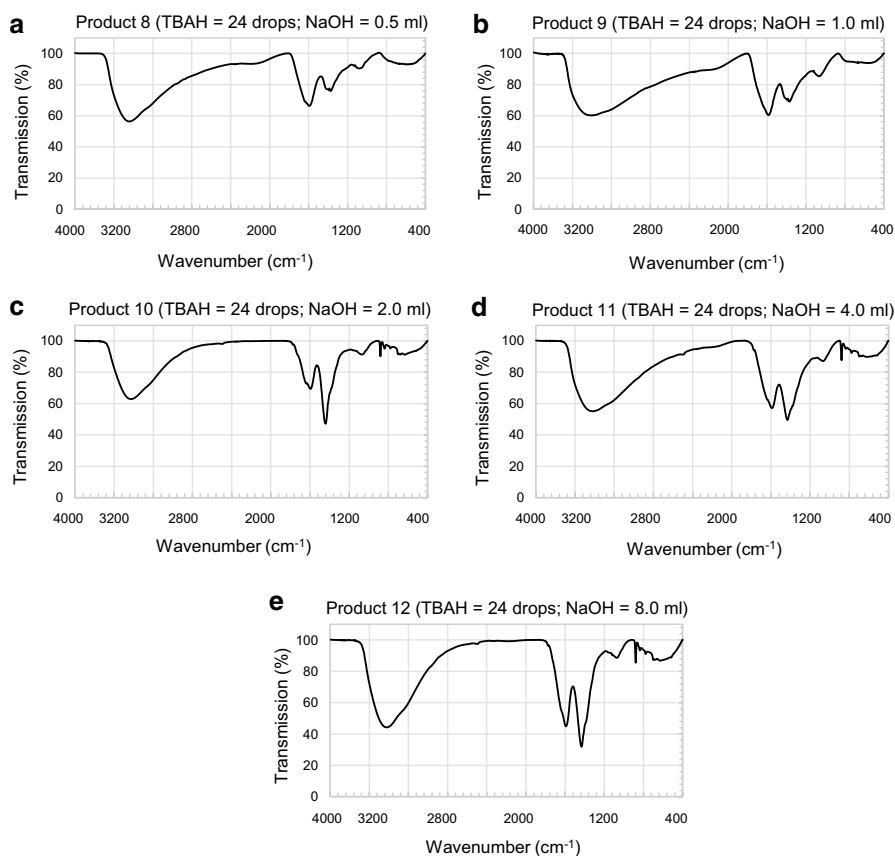 a
Product 8 (TBAH = 24 drops; NaOH = 0.5 ml)
Transmission (%)
100
80
60
40
20
0
4000 3200 2800 2000 1200 400
Wavenumber (cm-1)
b
Product 9 (TBAH = 24 drops; NaOH = 1.0 ml)
Transmission (%)
100
80
60
40
20
0
4000 3200 2800 2000 1200 400
Wavenumber (cm-1)
c
Product 10 (TBAH = 24 drops; NaOH = 2.0 ml)
Transmission (%)
100
80
60
40
20
0
4000 3200 2800 2000 1200 400
Wavenumber (cm-1)
d
Product 11 (TBAH = 24 drops; NaOH = 4.0 ml)
Transmission (%)
100
80
60
40
20
0
4000 3200 2800 2000 1200 400
Wavenumber (cm-1)
e
Product 12 (TBAH = 24 drops; NaOH = 8.0 ml)
Transmission (%)
100
80
60
40
20
0
4000 3200 2800 2000 1200 400
Wavenumber (cm-1)